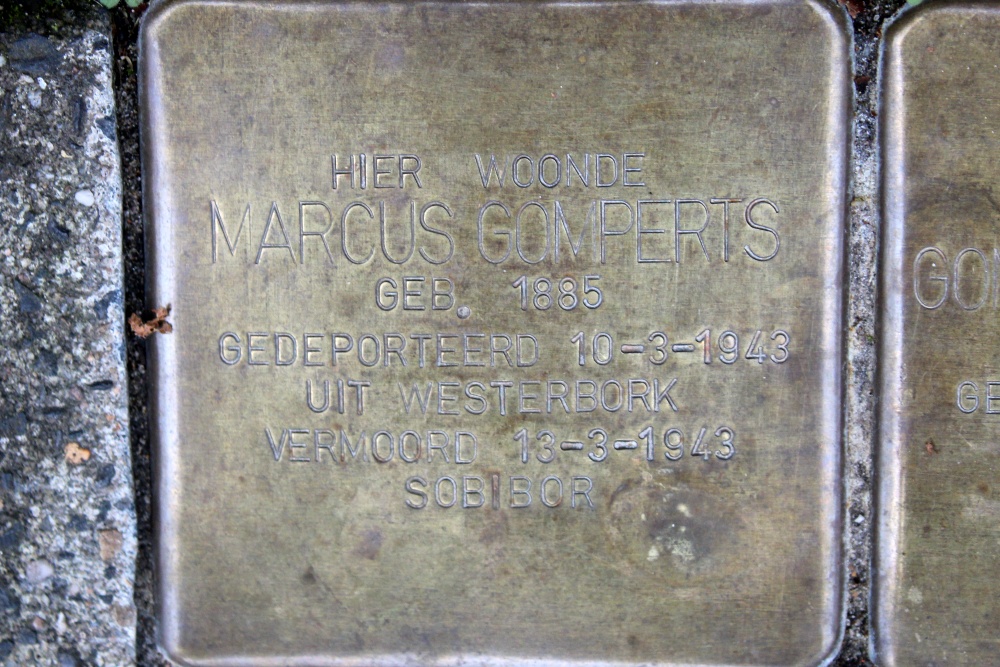 HIER WOONDE
MARCUS GOMPERTS
GEB. 1885
GEDEPORTEERD 10-3-1943
UIT WESTERBORK
VERMOORD 13-3-1943
SOBIBOR